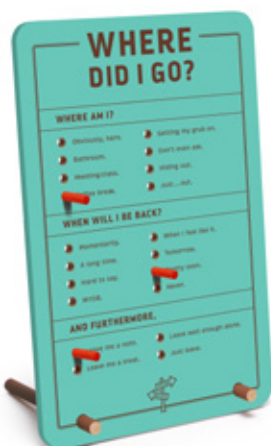 WHERE
DID I GO?
WHERE AM I?
Obviously, here.
Bathroom.
Meeting/class.
break.
Getting my grub on.
Don't even ask.
Hiding out.
Just... out.
WHEN WILL I BE BACK?
Momentarily.
A long time.
Hard to say.
When I feel like it.
Tomorrow.
soon.
Never.
AND FURTHERMORE.
me a note.
Leave me a treat.
Leave well enough alone.
Just leave.